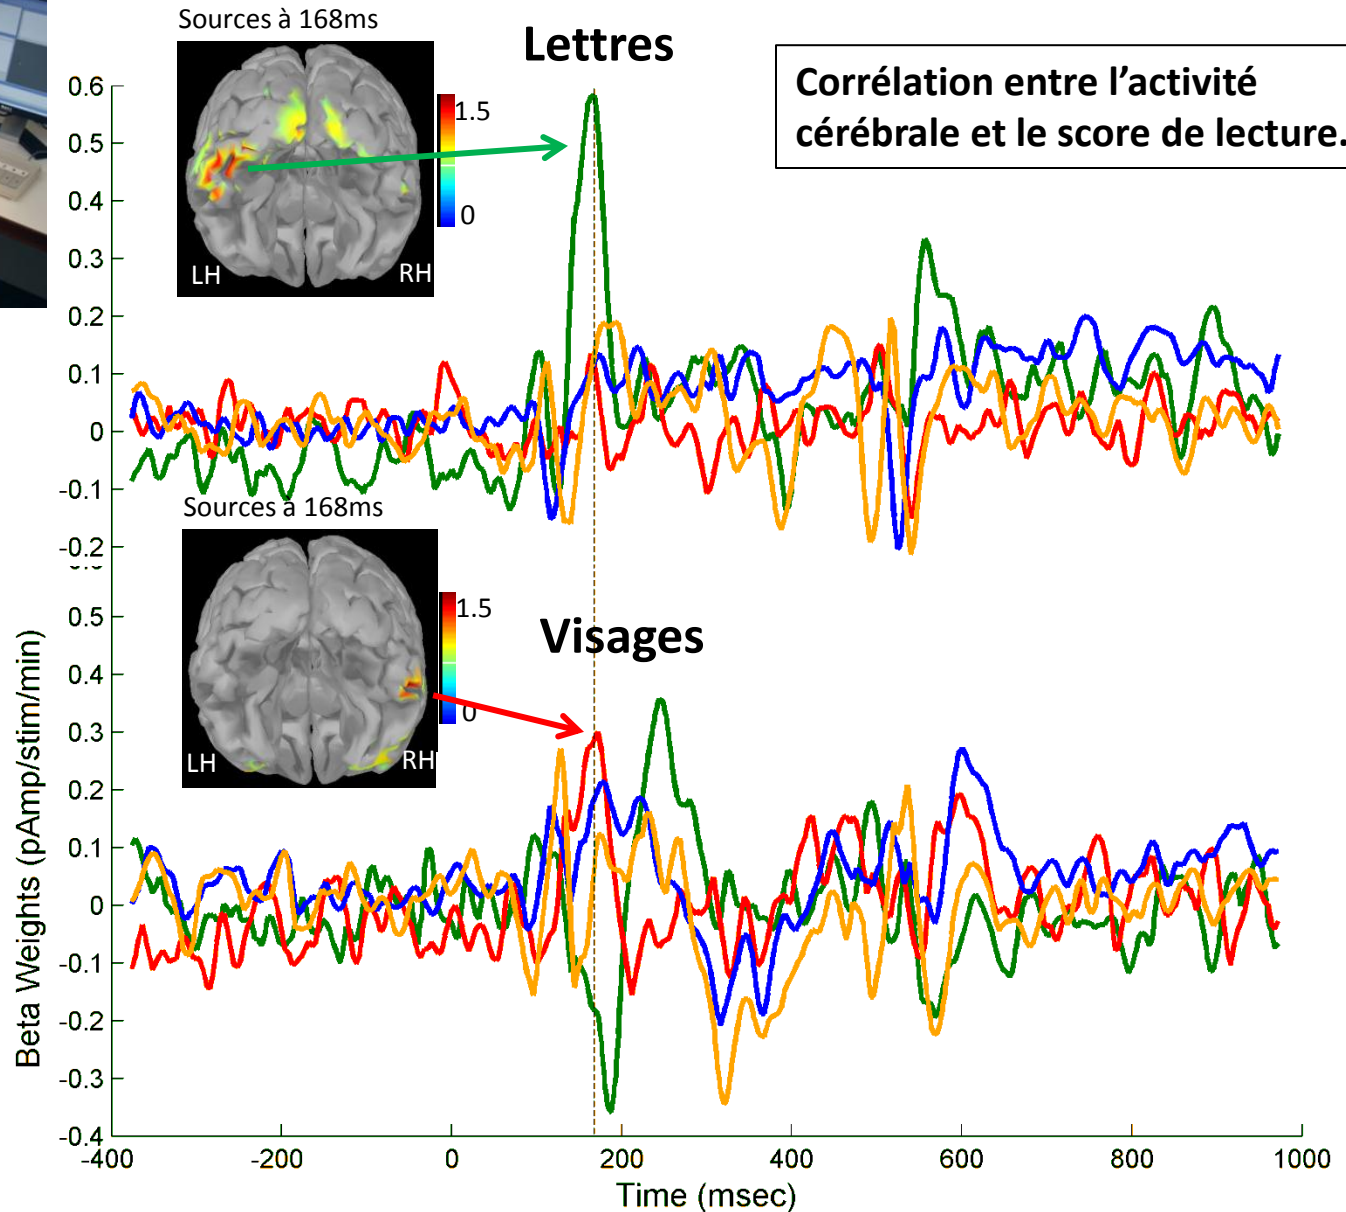 Sources à 168ms
Lettres
Corrélation entre l’activité
cérébrale et le score de lecture.
1.5
0
LH
RH
0.6
0.5
0.4
0.3
0.2
0.1
0
-0.1
-0.2
Sources à 168ms
Visages
1.5
0
LH
RH
0.5
0.4
0.3
0.2
0.1
0
-0.1
-0.2
-0.3
-0.4
Beta Weights (pAmp/stim/min)
-400
-200
0
200
400
600
800
1000
Time (msec)